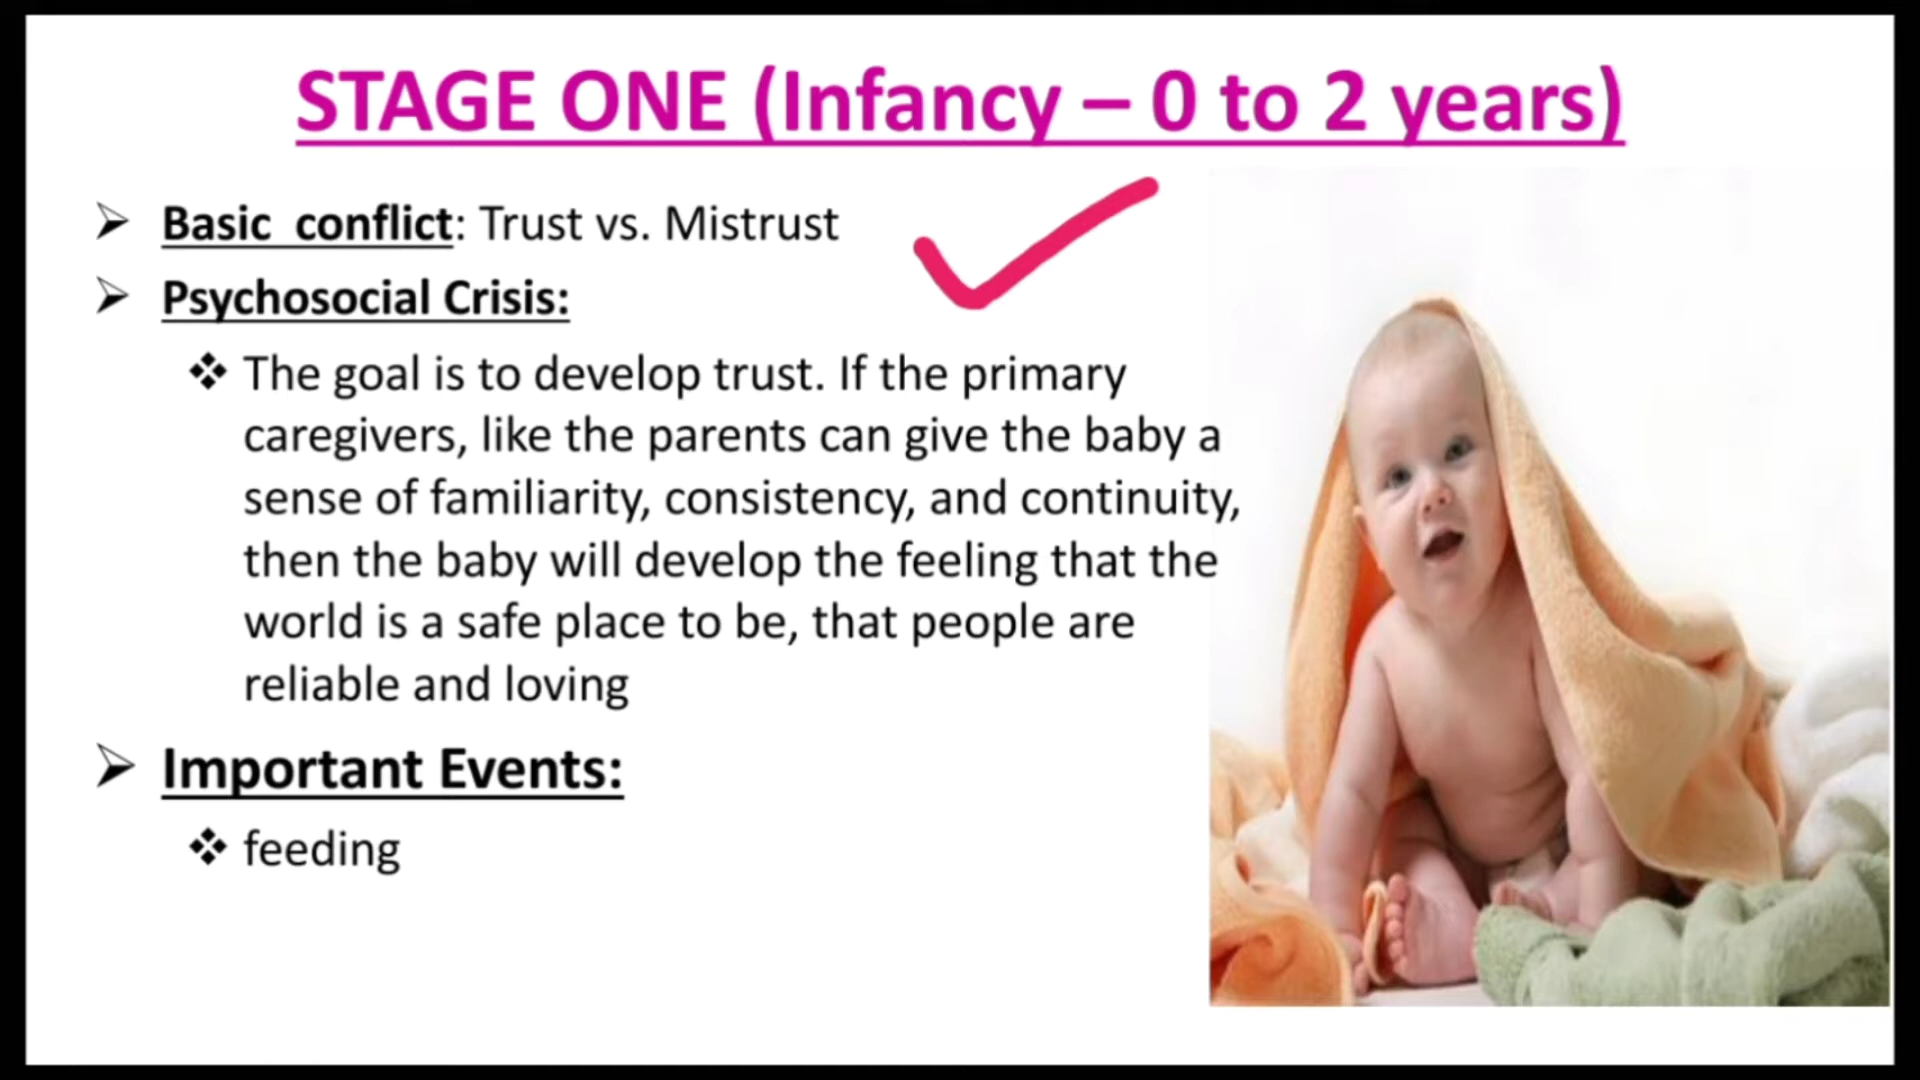 STAGE ONE (Infancy – 0 to 2 years)
Basic conflict: Trust vs. Mistrust
Psychosocial Crisis:
The goal is to develop trust. If the primary
caregivers, like the parents can give the baby a
sense of familiarity, consistency, and continuity,
then the baby will develop the feeling that the
world is a safe place to be, that people are
reliable and loving
Important Events:
feeding